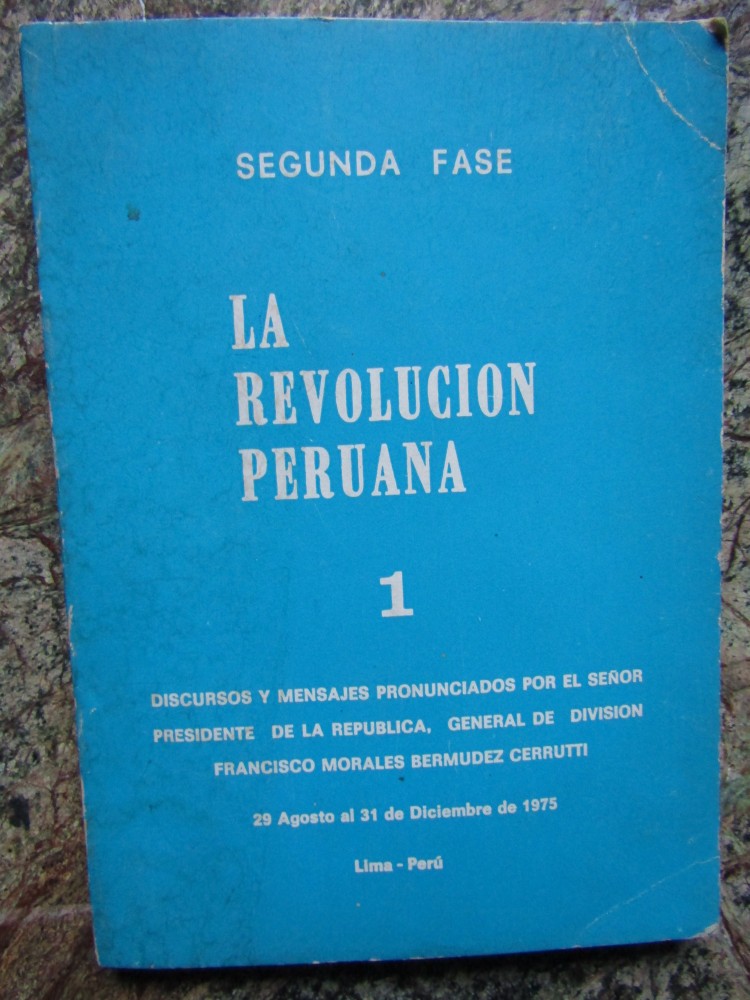 SEGUNDA FASE
LA
REVOLUCION
PERUANA
1
DISCURSOS Y MENSAJES PRONUNCIADOS POR EL SEÑOR
PRESIDENTE DE LA REPUBLICA, GENERAL DE DIVISION
FRANCISCO MORALES BERMUDEZ CERRUTTI
29 Agosto al 31 de Diciembre de 1975
Lima - Perú